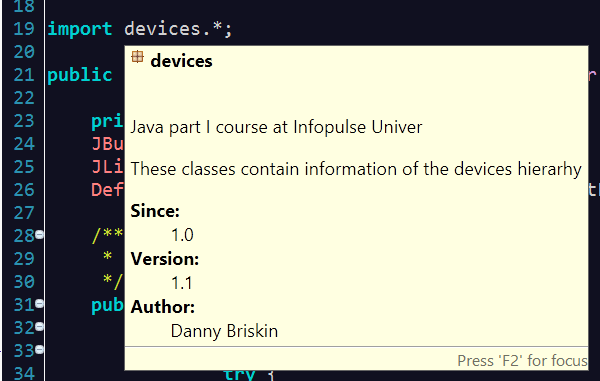 18
19 import devices.*;
20
devices
21 public
22
23 pri
Java part I course at Infopulse Univer
24 JBu
25 JLi
These classes contain information of the devices hierarhy
26 Def
27
Since:
1.0
28 /**
29 *
Version:
30 */
1.1
31 pub
Author:
32
Danny Briskin
33
Press 'F2' for focus
34 try {